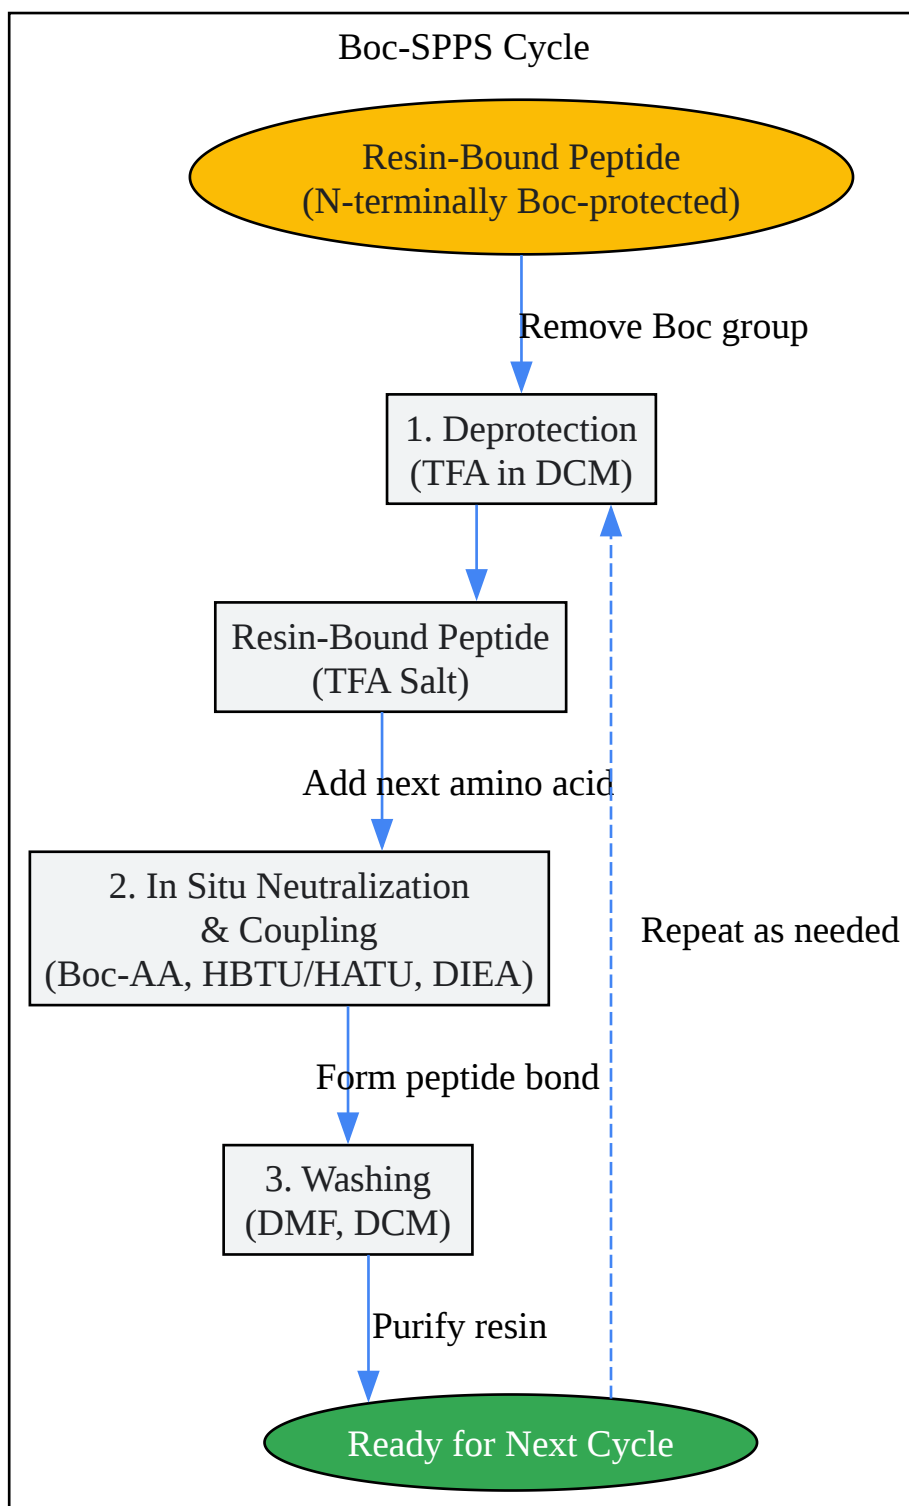 Boc-SPPS Cycle
Resin-Bound Peptide
(N-terminally Boc-protected)
Remove Boc group
1. Deprotection
(TFA in DCM)
Resin-Bound Peptide
(TFA Salt)
Add next amino acid
2. In Situ Neutralization
& Coupling
(Boc-AA, HBTU/HATU, DIEA)
Repeat as needed
Form peptide bond
3. Washing
(DMF, DCM)
Purify resin
Ready for Next Cycle